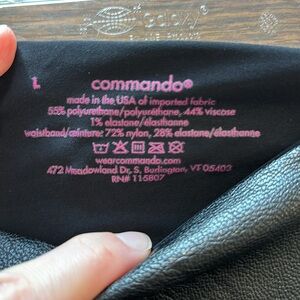 galaxy®
L
commando®
made in the USA of imported fabric
55% polyurethane/polyuréthane, 44% viscose
1% elastane/élasthanne
waistband/ceinture: 72% nylon, 28% elastane/élasthanne
wearcommando.com
472 Meadowland Dr, S, Burlington, VT 05403
RN# 115807